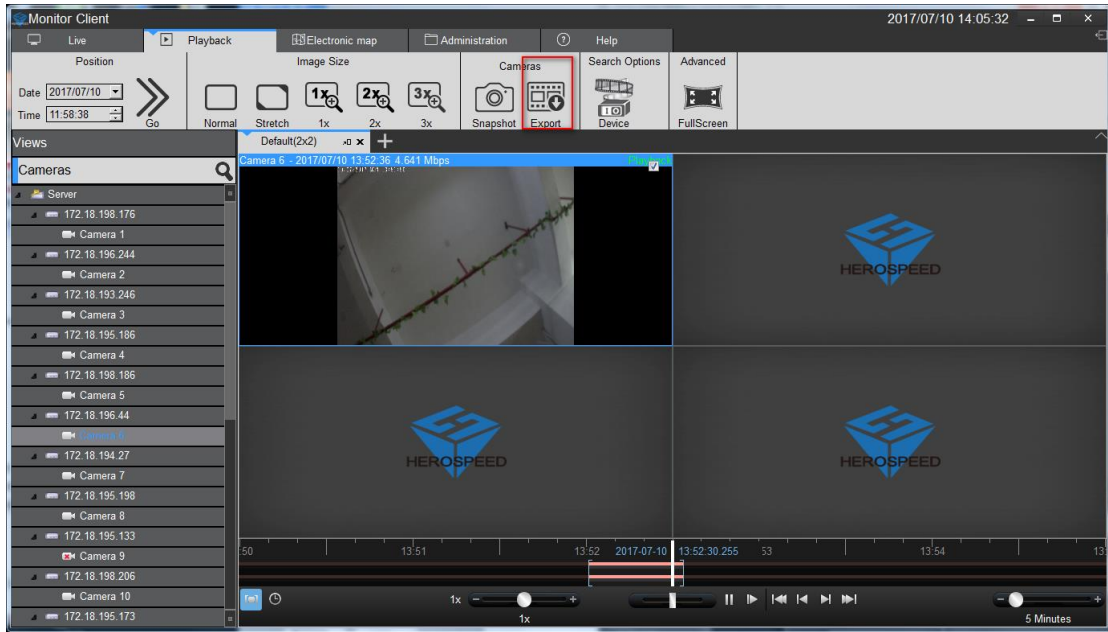 Monitor Client
2017/07/10 14:05:32
Live
Playback
Electronic map
Administration
Help
Position
Image Size
Cameras
Search Options
Advanced
Date 2017/07/10
Time 11:58:38
Go
Normal
Stretch
1x
1x
2x
2x
3x
3x
Snapshot
Export
Device
FullScreen
Views
Default(2x2)
Cameras
Camera 6 - 2017/07/10 13:52:36 4.641 Mbps
Playback
Server
172.18.198.176
Camera 1
172.18.196.244
Camera 2
172.18.193.246
Camera 3
172.18.195.186
Camera 4
172.18.198.186
Camera 5
172.18.196.44
Camera 6
172.18.194.27
Camera 7
172.18.195.198
Camera 8
172.18.195.133
Camera 9
172.18.198.206
Camera 10
172.18.195.173
HEROSPEED
HEROSPEED
HEROSPEED
:50
13:51
13:52
2017-07-10
13:52:30.255
53
13:54
13:
1x
1x
5 Minutes